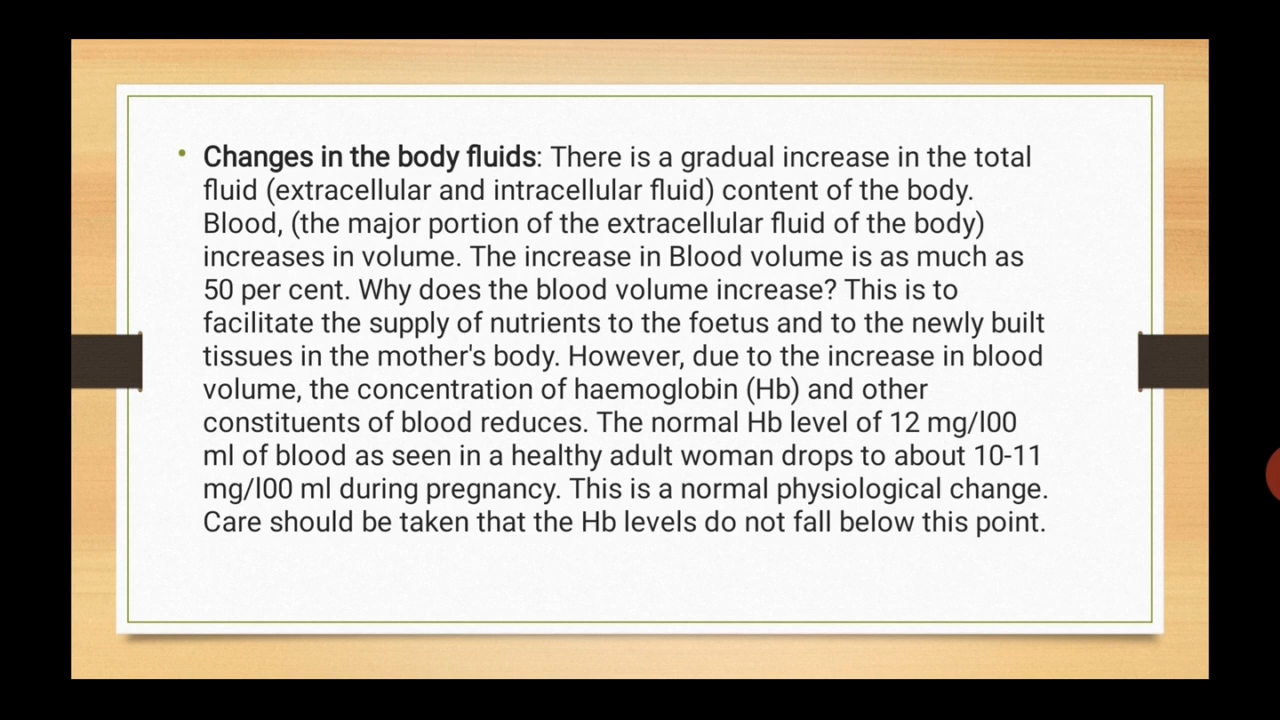 • Changes in the body fluids: There is a gradual increase in the total
fluid (extracellular and intracellular fluid) content of the body.
Blood, (the major portion of the extracellular fluid of the body)
increases in volume. The increase in Blood volume is as much as
50 per cent. Why does the blood volume increase? This is to
facilitate the supply of nutrients to the foetus and to the newly built
tissues in the mother's body. However, due to the increase in blood
volume, the concentration of haemoglobin (Hb) and other
constituents of blood reduces. The normal Hb level of 12 mg/l00
ml of blood as seen in a healthy adult woman drops to about 10-11
mg/l00 ml during pregnancy. This is a normal physiological change.
Care should be taken that the Hb levels do not fall below this point.